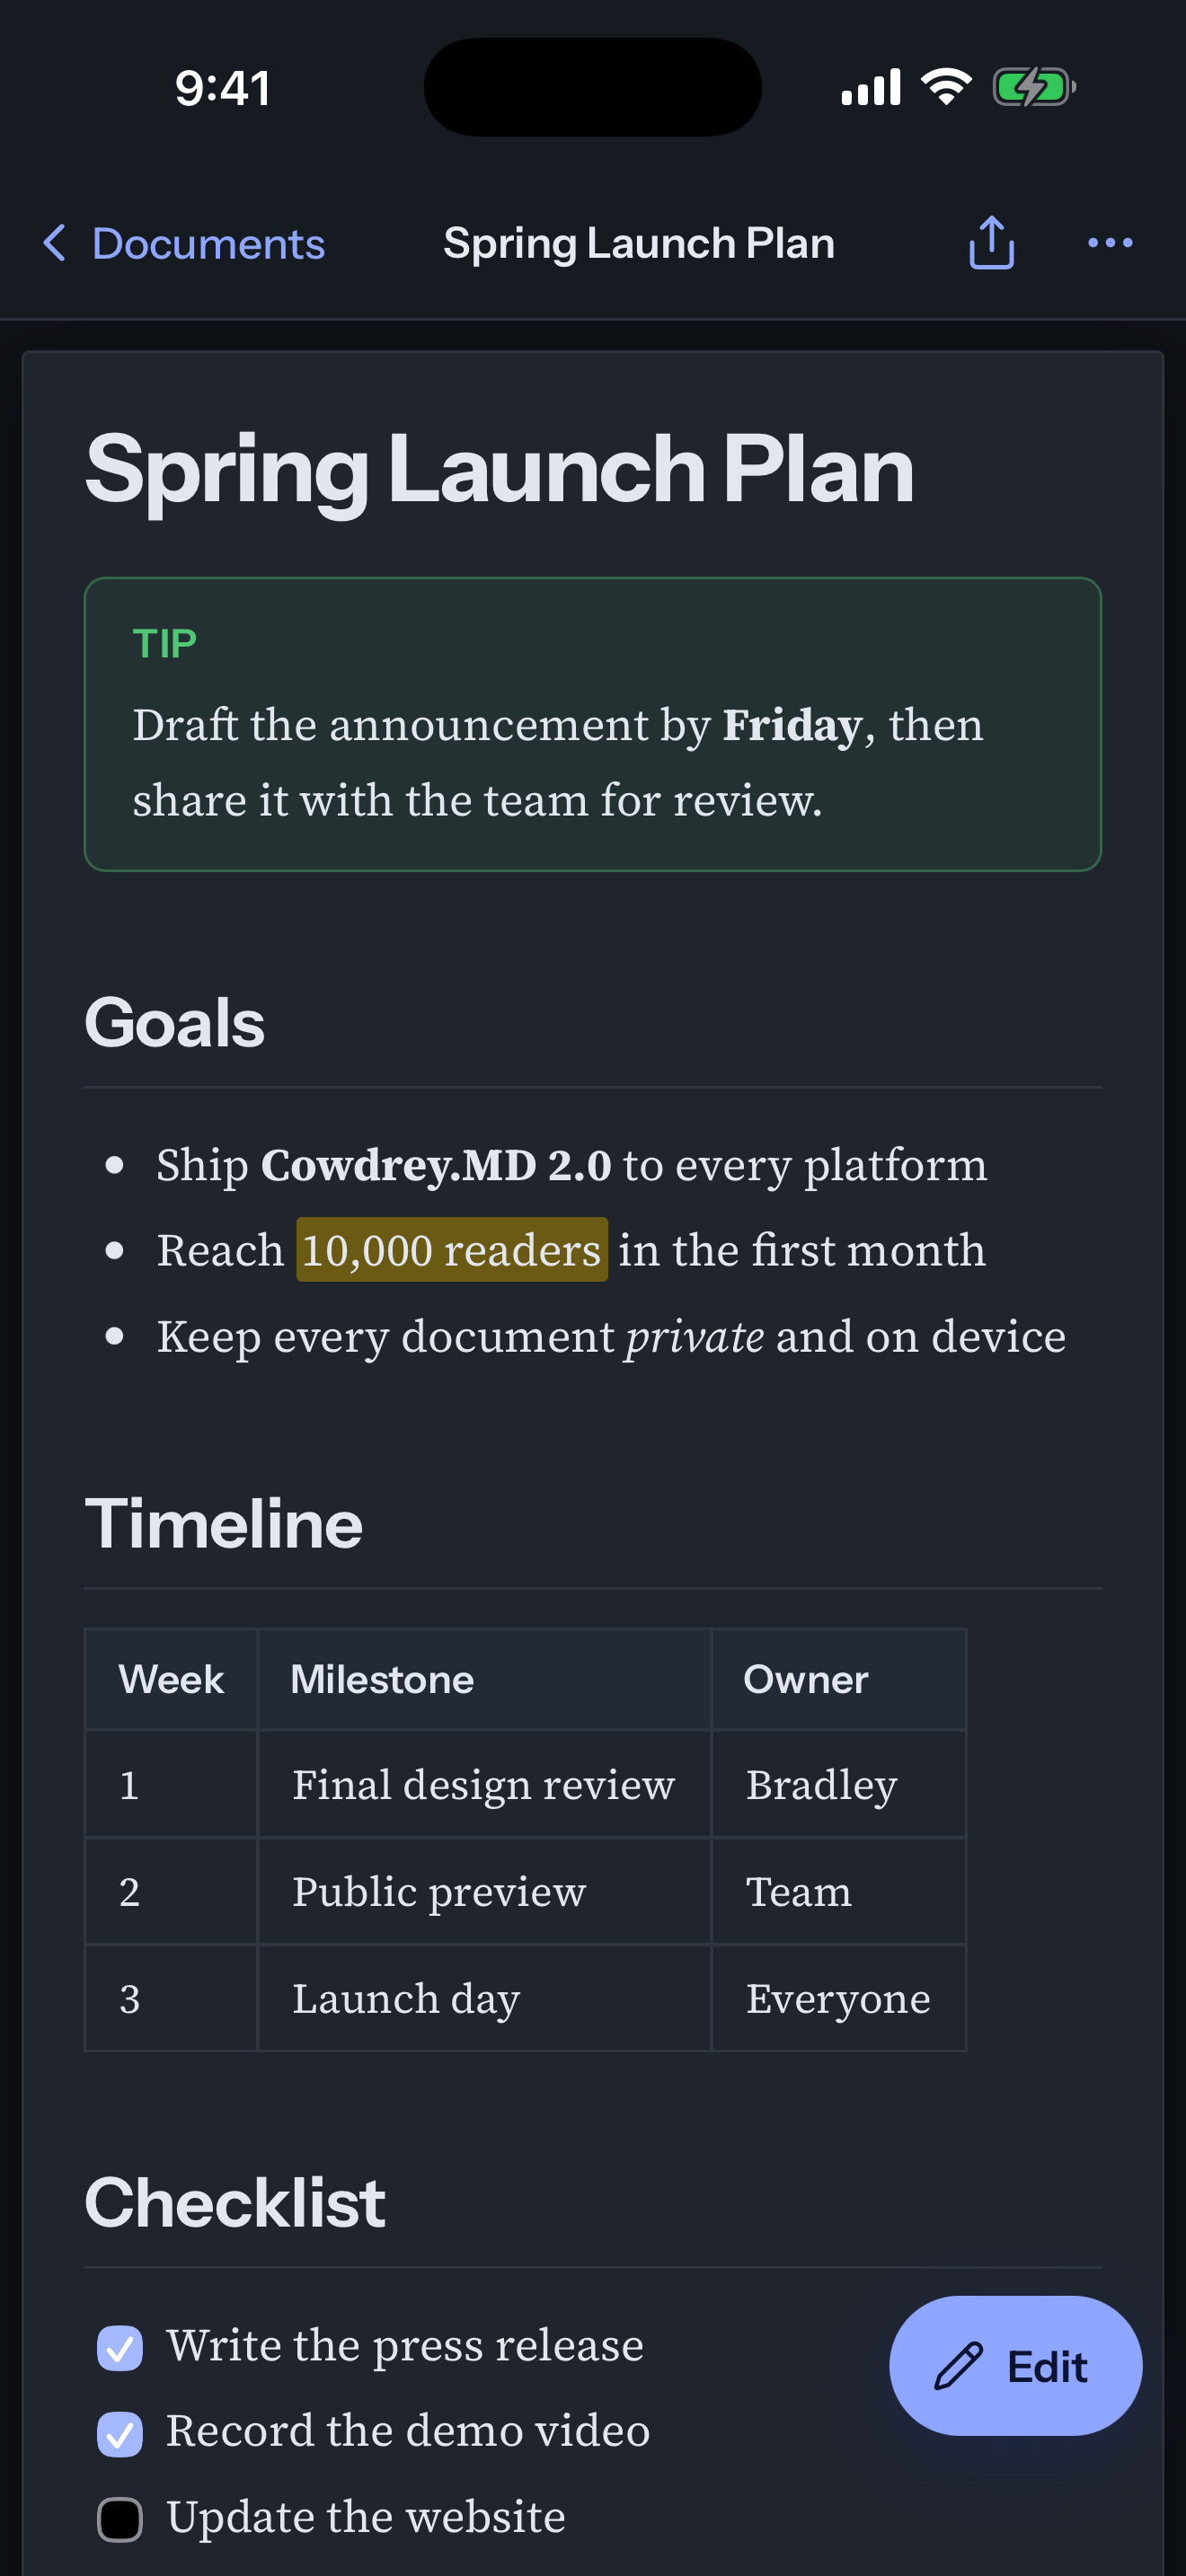 9:41
Documents
Spring Launch Plan
Spring Launch Plan
TIP
Draft the announcement by Friday, then
share it with the team for review.
Goals
Ship Cowdrey.MD 2.0 to every platform
Reach 10,000 readers in the first month
Keep every document private and on device
Timeline
Week Milestone Owner
1 Final design review Bradley
2 Public preview Team
3 Launch day Everyone
Checklist
Write the press release
Edit
Record the demo video
Update the website